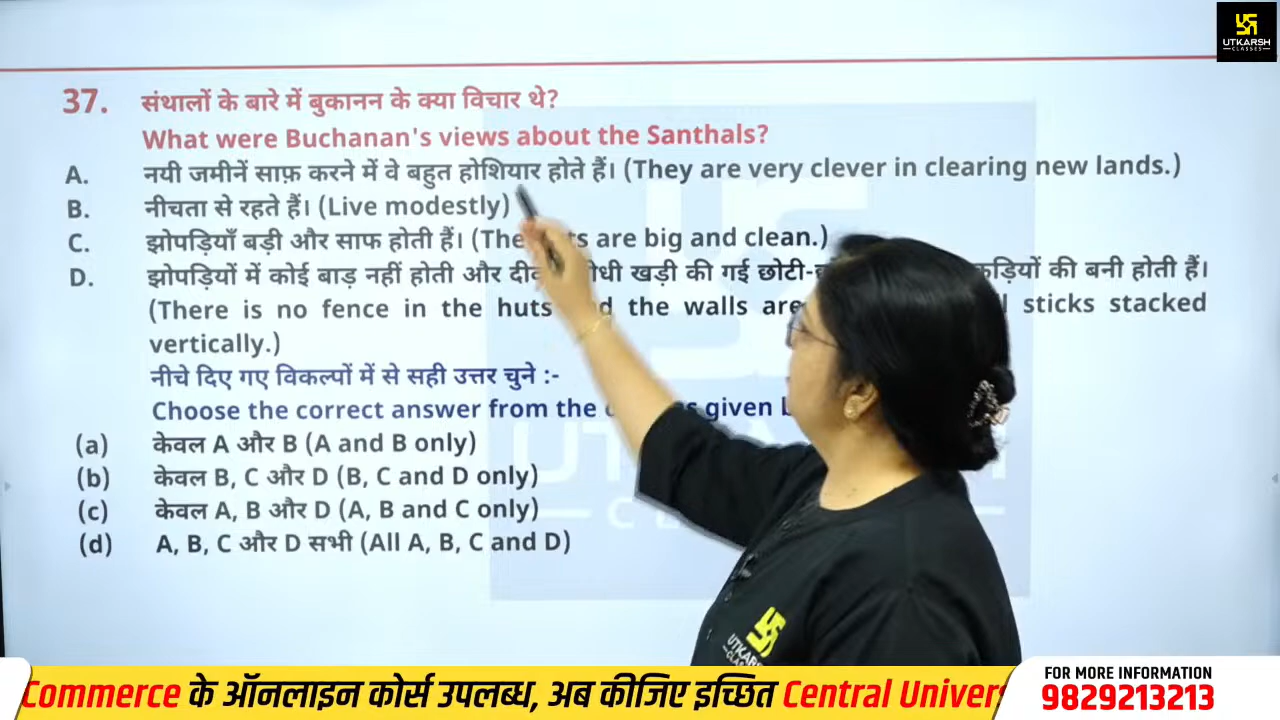 UTKARSH
CLASSES
37. संथालों के बारे में बुकानन के क्या विचार थे?
What were Buchanan's views about the Santhals?
A. नयी जमीनें साफ़ करने में वे बहुत होशियार होते हैं। (They are very clever in clearing new lands.)
B. नीचता से रहते हैं। (Live modestly)
C. झोपड़ियाँ बड़ी और साफ होती हैं। (The are big and clean.)
D. झोपड़ियों में कोई बाड़ नहीं होती और खड़ी की गई की बनी होती हैं।
(There is no fence in the huts the walls are sticks stacked
vertically.)
नीचे दिए गए विकल्पों में से सही उत्तर चुने :-
Choose the correct answer from the given
(a) केवल A और B (A and B only)
(b) केवल B, C और D (B, C and D only)
(c) केवल A, B और D (A, B and C only)
(d) A, B, C और D सभी (All A, B, C and D)
Commerce के ऑनलाइन कोर्स उपलब्ध, अब कीजिए इच्छित Central
FOR MORE INFORMATION
9829213213